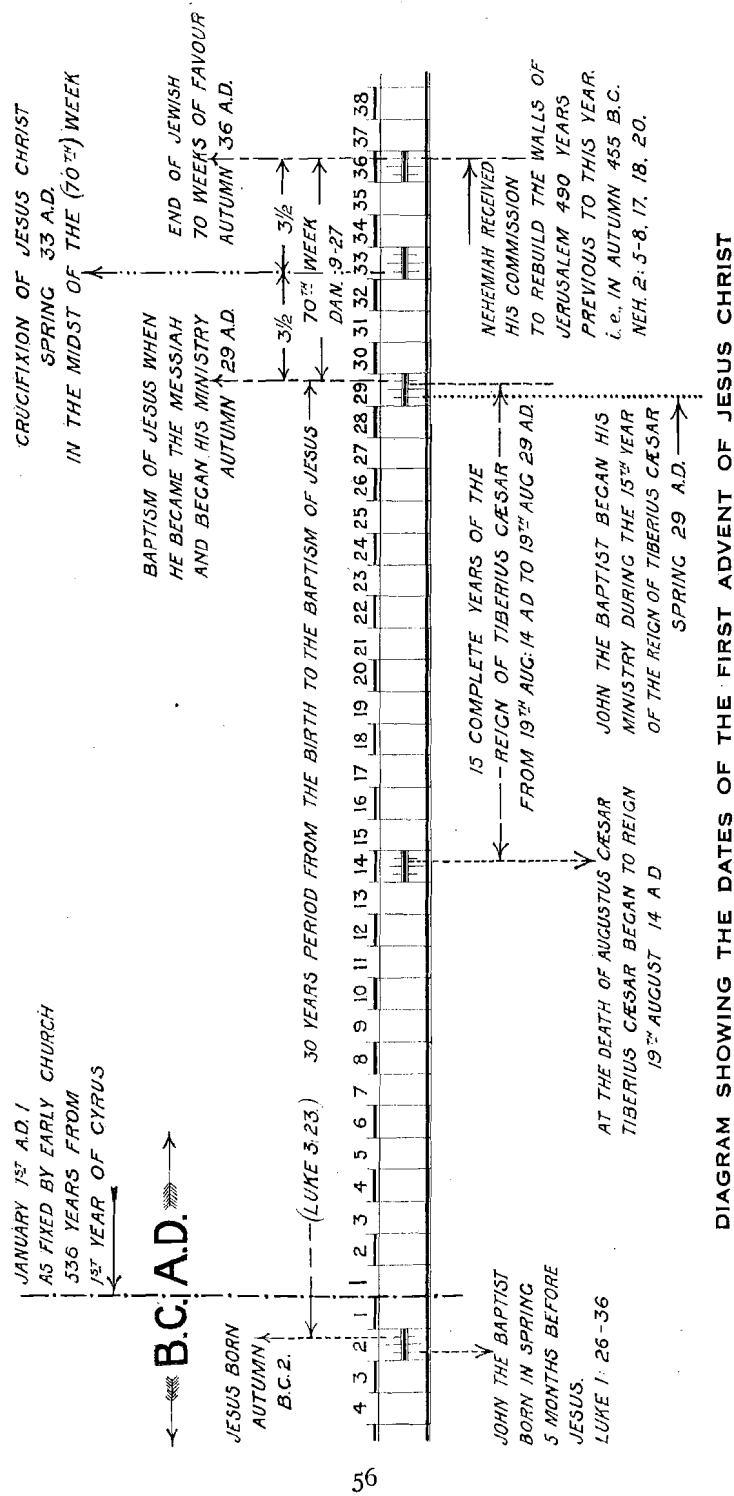 JANUARY 1ST A.D. 1
AS FIXED BY EARLY CHURCH
536 YEARS FROM
1ST YEAR OF CYRUS
B.C. A.D.
JESUS BORN
AUTUMN
B.C. 2.
CRUCIFIXION OF JESUS CHRIST
SPRING 33 A.D.
IN THE MIDST OF THE (70TH) WEEK
BAPTISM OF JESUS WHEN
HE BECAME THE MESSIAH
AND BEGAN HIS MINISTRY
AUTUMN 29 A.D.
END OF JEWISH
70 WEEKS OF FAVOUR
AUTUMN 36 A.D.
3½ 3½
70TH WEEK
DAN. 9-27
(LUKE 3:23.) 30 YEARS PERIOD FROM THE BIRTH TO THE BAPTISM OF JESUS
4 3 2 1 1 2 3 4 5 6 7 8 9 10 11 12 13 14 15 16 17 18 19 20 21 22 23 24 25 26 27 28 29 30 31 32 33 34 35 36 37 38
JOHN THE BAPTIST
BORN IN SPRING
5 MONTHS BEFORE
JESUS.
LUKE 1: 26-36
15 COMPLETE YEARS OF THE
REIGN OF TIBERIUS CÆSAR
FROM 19TH AUG: 14 AD TO 19TH AUG 29 AD.
AT THE DEATH OF AUGUSTUS CÆSAR
TIBERIUS CÆSAR BEGAN TO REIGN
19TH AUGUST 14 A D
JOHN THE BAPTIST BEGAN HIS
MINISTRY DURING THE 15TH YEAR
OF THE REIGN OF TIBERIUS CÆSAR
SPRING 29 A.D.
NEHEMIAH RECEIVED
HIS COMMISSION
TO REBUILD THE WALLS OF
JERUSALEM 490 YEARS
PREVIOUS TO THIS YEAR.
i.e., IN AUTUMN 455 B.C.
NEH. 2: 5-8, 17, 18, 20.
DIAGRAM SHOWING THE DATES OF THE FIRST ADVENT OF JESUS CHRIST
56